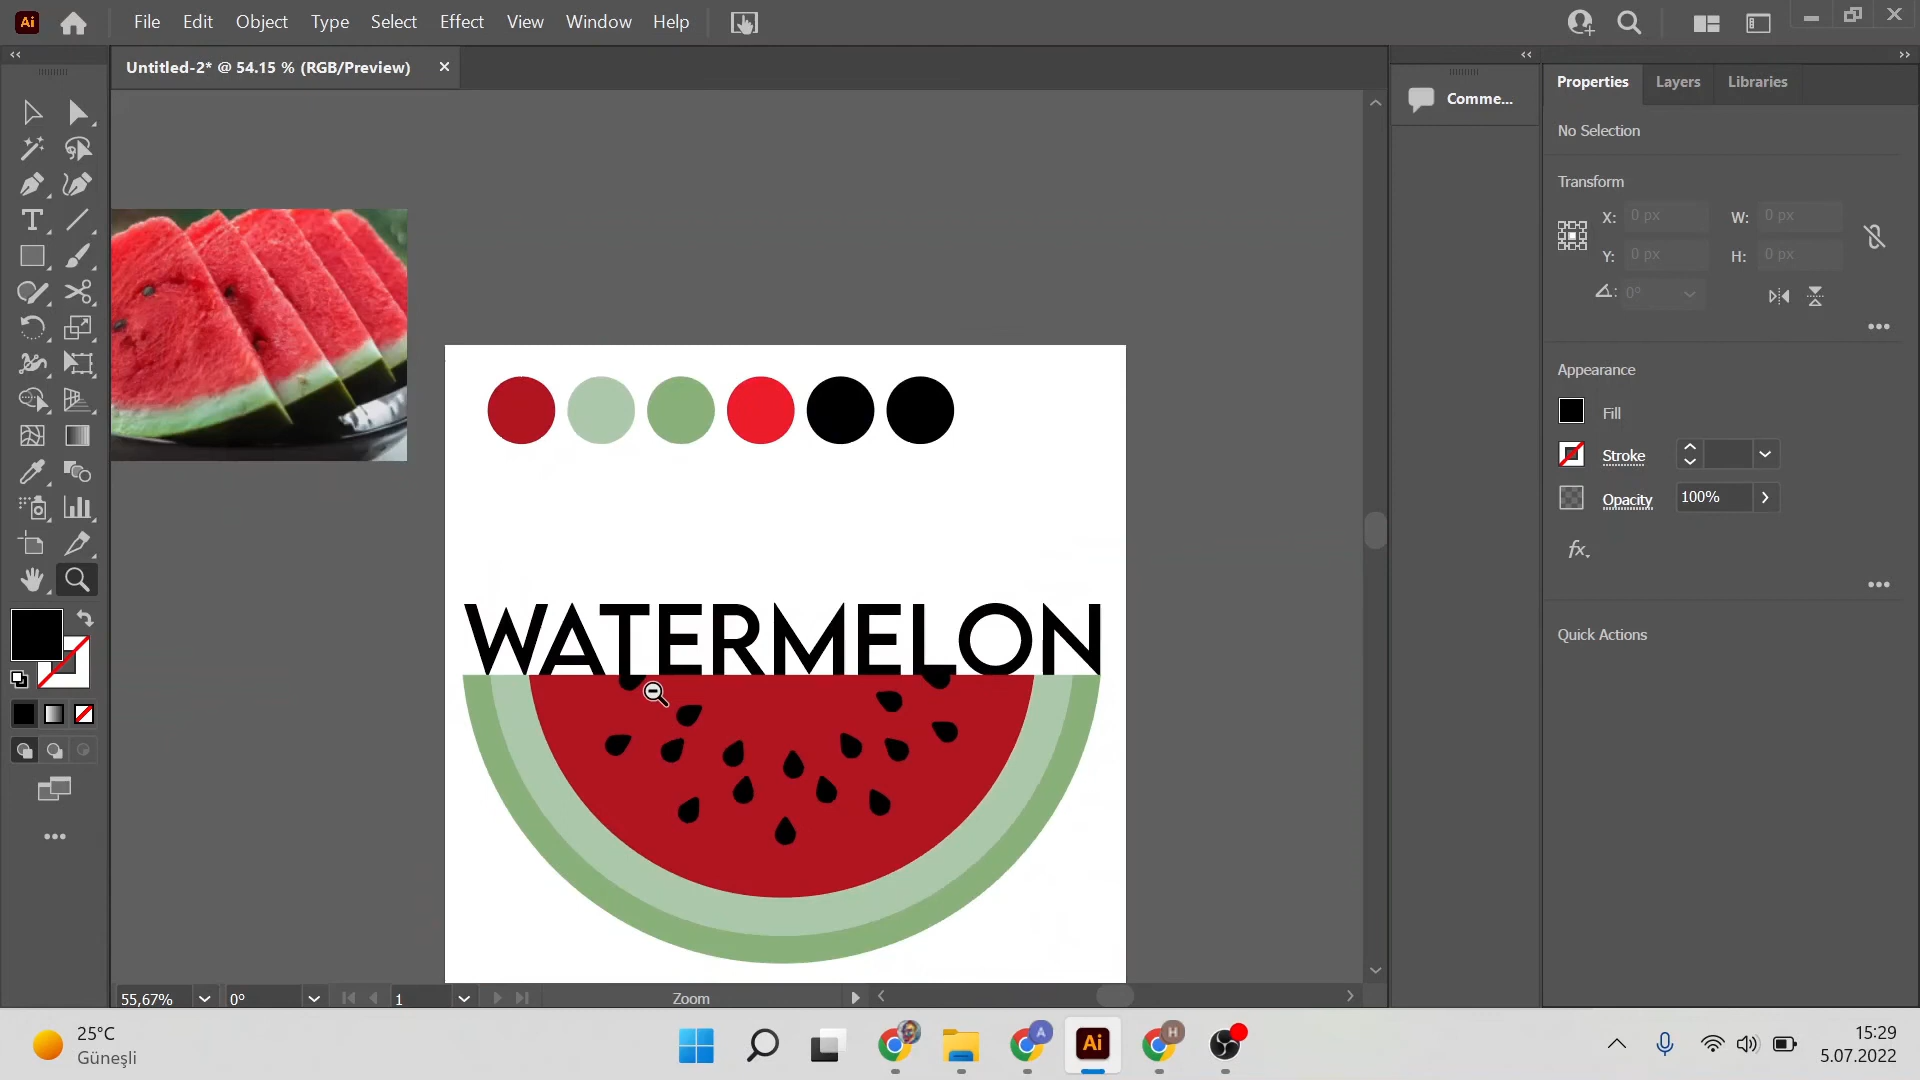 Ai File Edit Object Type Select Effect View Window Help
Untitled-2* @ 54.15 % (RGB/Preview)
Comme...
Properties Layers Libraries
No Selection
Transform
X: 0 px W: 0 px
Y: 0 px H: 0 px
0°
Appearance
Fill
Stroke
Opacity 100%
fx
Quick Actions
WATERMELON
55,67% 0° 1 Zoom
25°C
Güneşli
A
Ai
H
15:29
5.07.2022